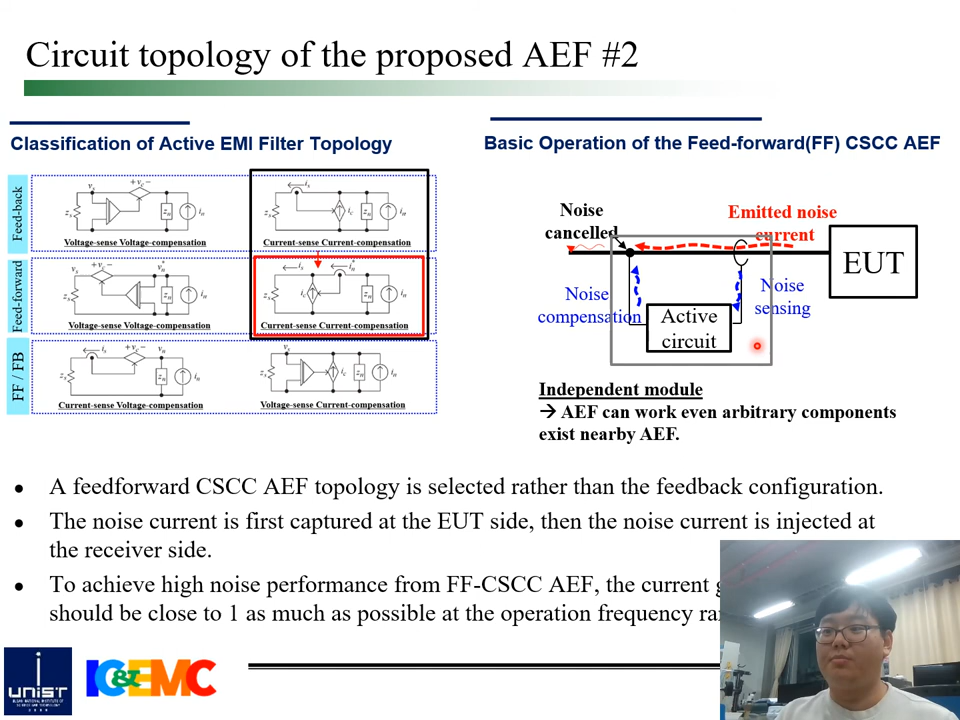 Circuit topology of the proposed AEF #2
Classification of Active EMI Filter Topology
Feed-back
Voltage-sense Voltage-compensation
Current-sense Current-compensation
Feed-forward
Voltage-sense Voltage-compensation
Current-sense Current-compensation
FF / FB
Current-sense Voltage-compensation
Voltage-sense Current-compensation
Basic Operation of the Feed-forward(FF) CSCC AEF
Noise
cancelled
Emitted noise
current
EUT
Noise
compensation
Noise
sensing
Active
circuit
Independent module
→ AEF can work even arbitrary components
exist nearby AEF.
• A feedforward CSCC AEF topology is selected rather than the feedback configuration.
• The noise current is first captured at the EUT side, then the noise current is injected at
the receiver side.
• To achieve high noise performance from FF-CSCC AEF, the current
should be close to 1 as much as possible at the operation frequency
UNIST
IC&EMC